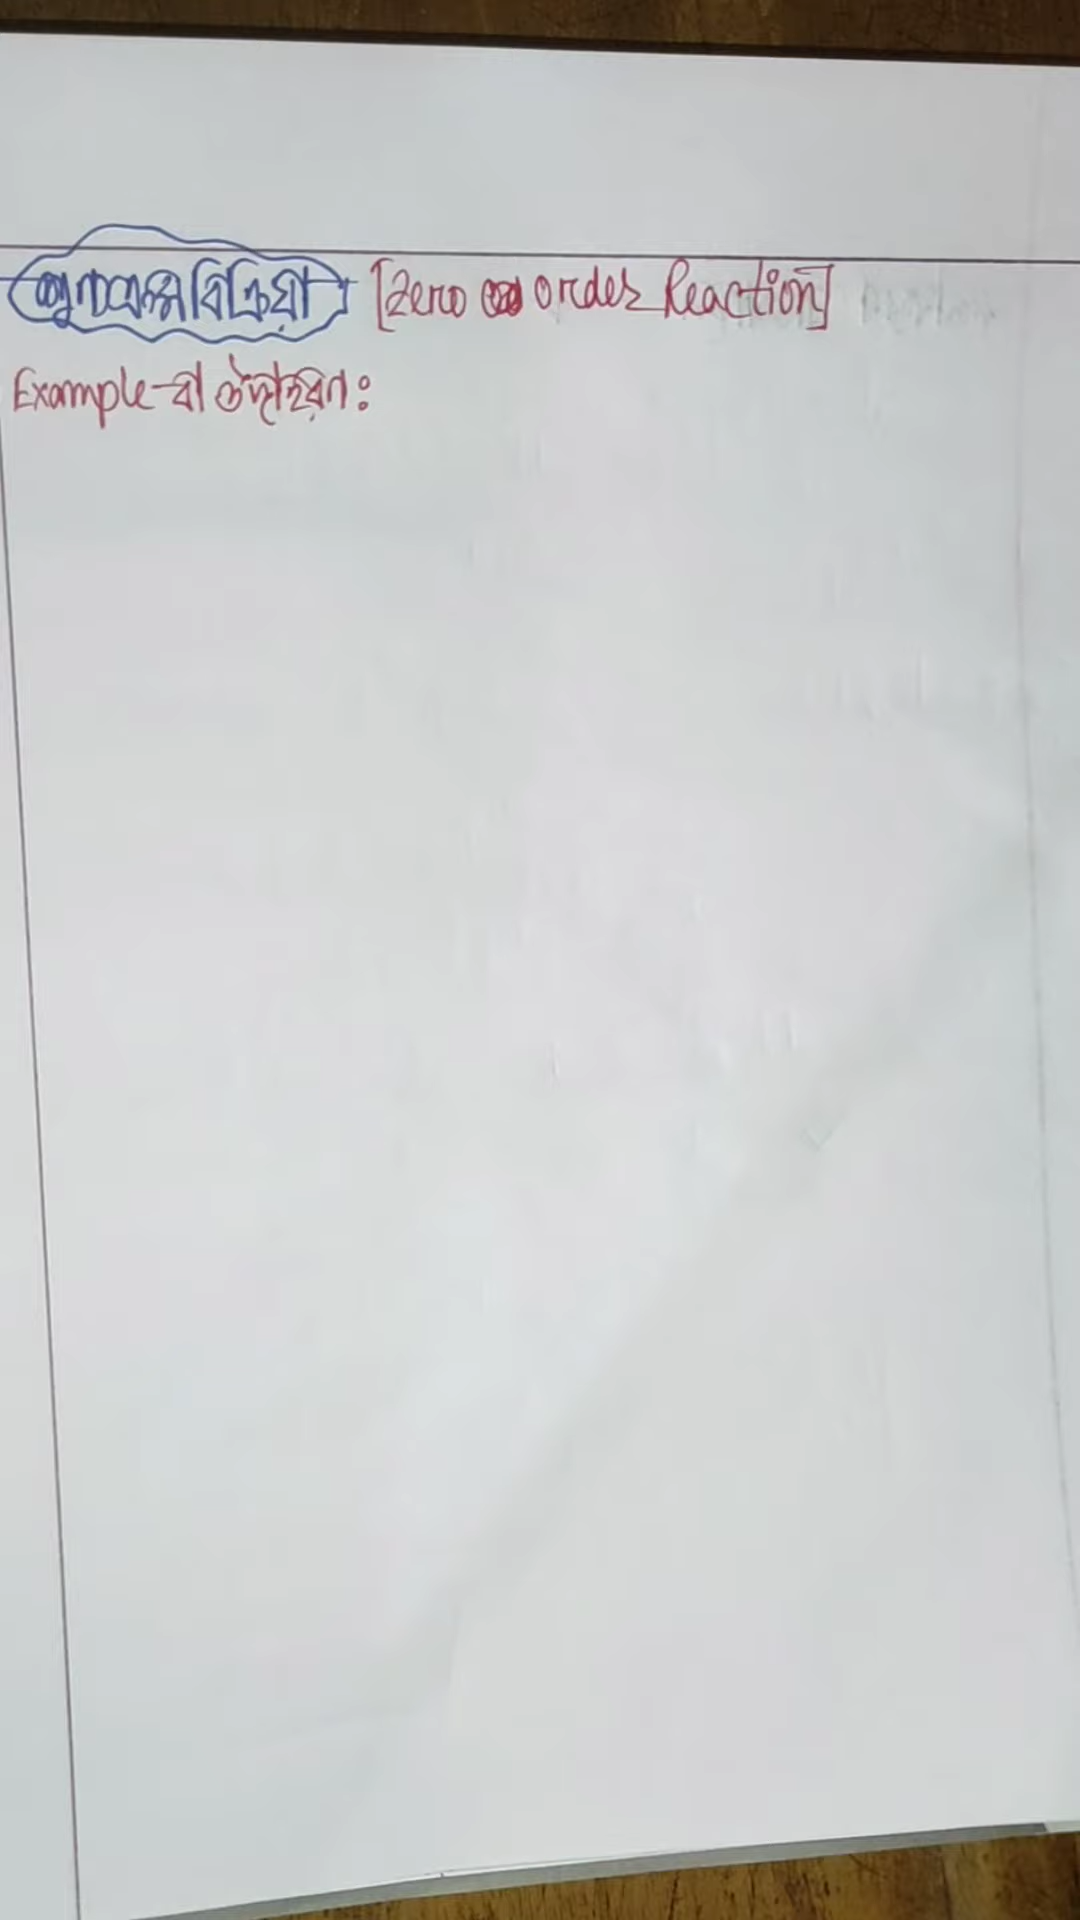 শূন্যক্রম বিক্রিয়া [Zero order Reaction]
Example বা উদাহরণ :